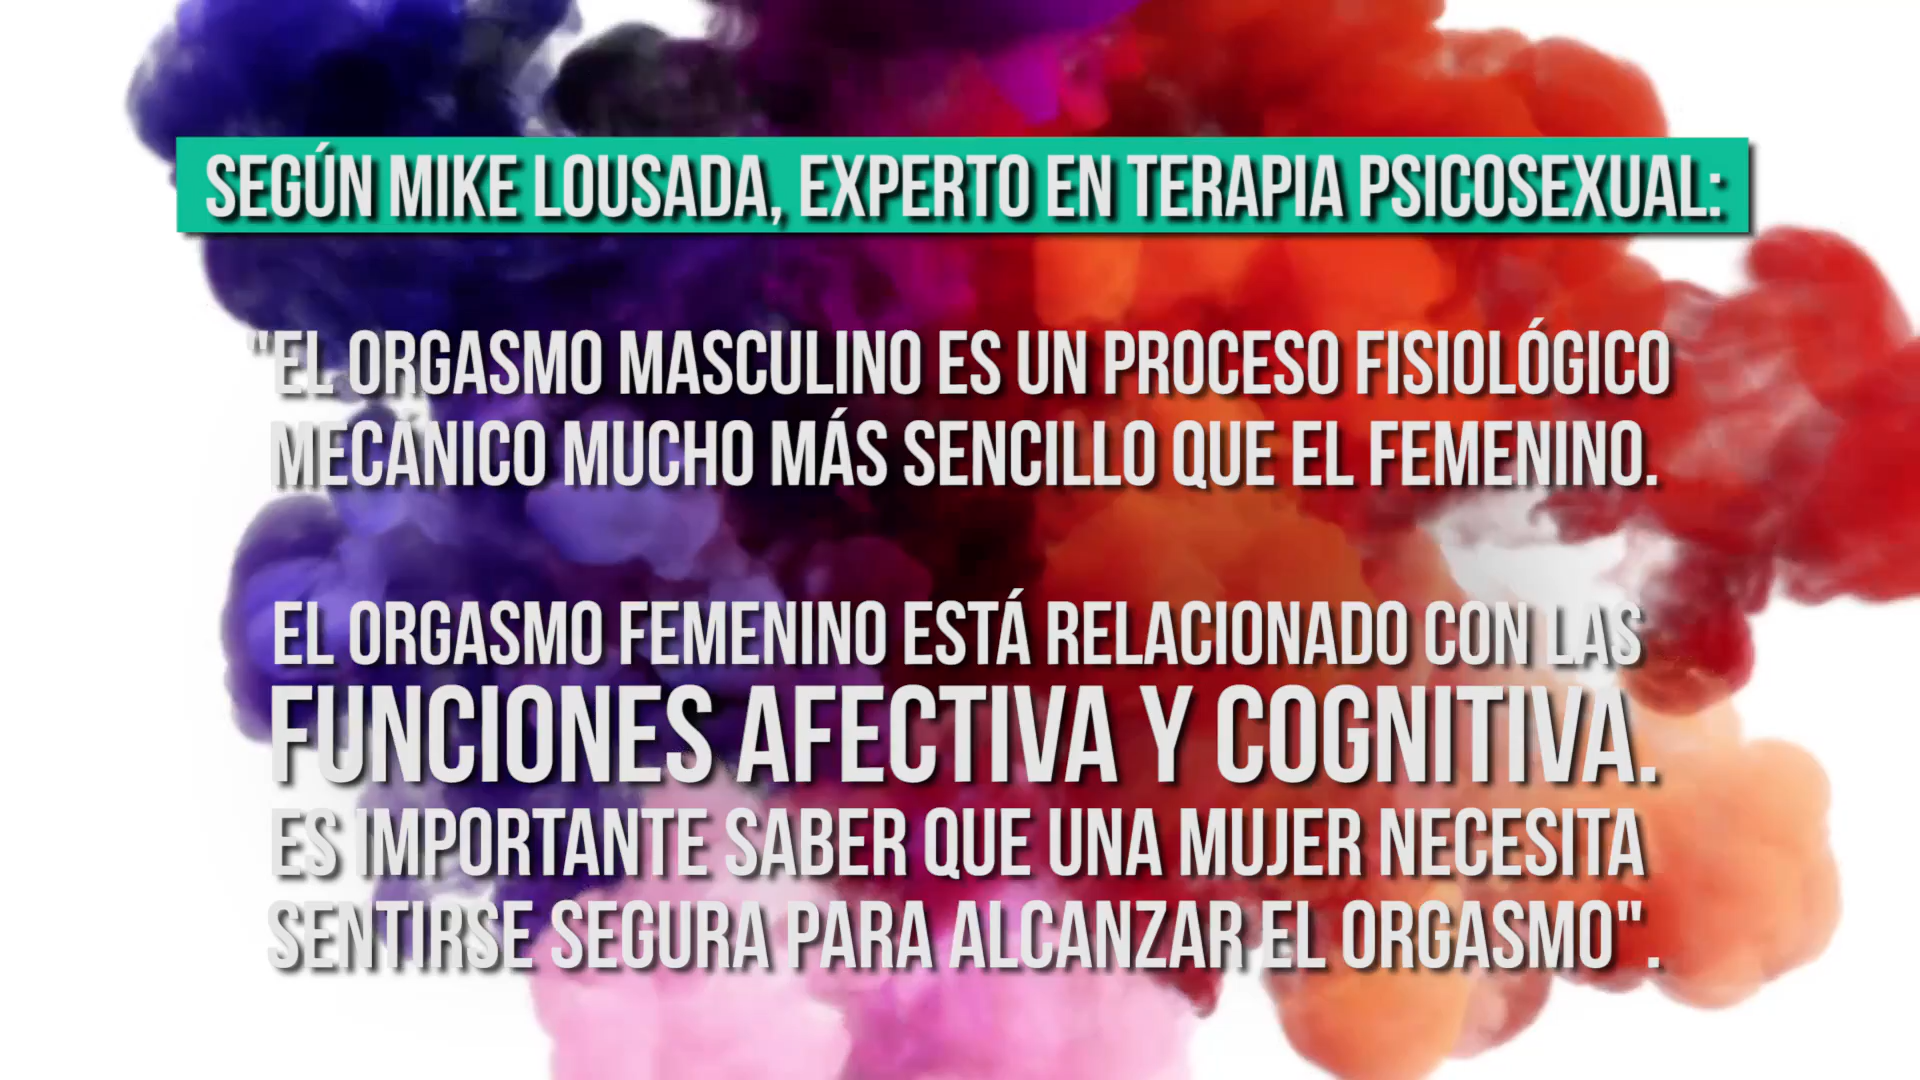 SEGÚN MIKE LOUSADA, EXPERTO EN TERAPIA PSICOSEXUAL:
"EL ORGASMO MASCULINO ES UN PROCESO FISIOLÓGICO
MECÁNICO MUCHO MÁS SENCILLO QUE EL FEMENINO.
EL ORGASMO FEMENINO ESTÁ RELACIONADO CON LAS
FUNCIONES AFECTIVA Y COGNITIVA.
ES IMPORTANTE SABER QUE UNA MUJER NECESITA
SENTIRSE SEGURA PARA ALCANZAR EL ORGASMO".